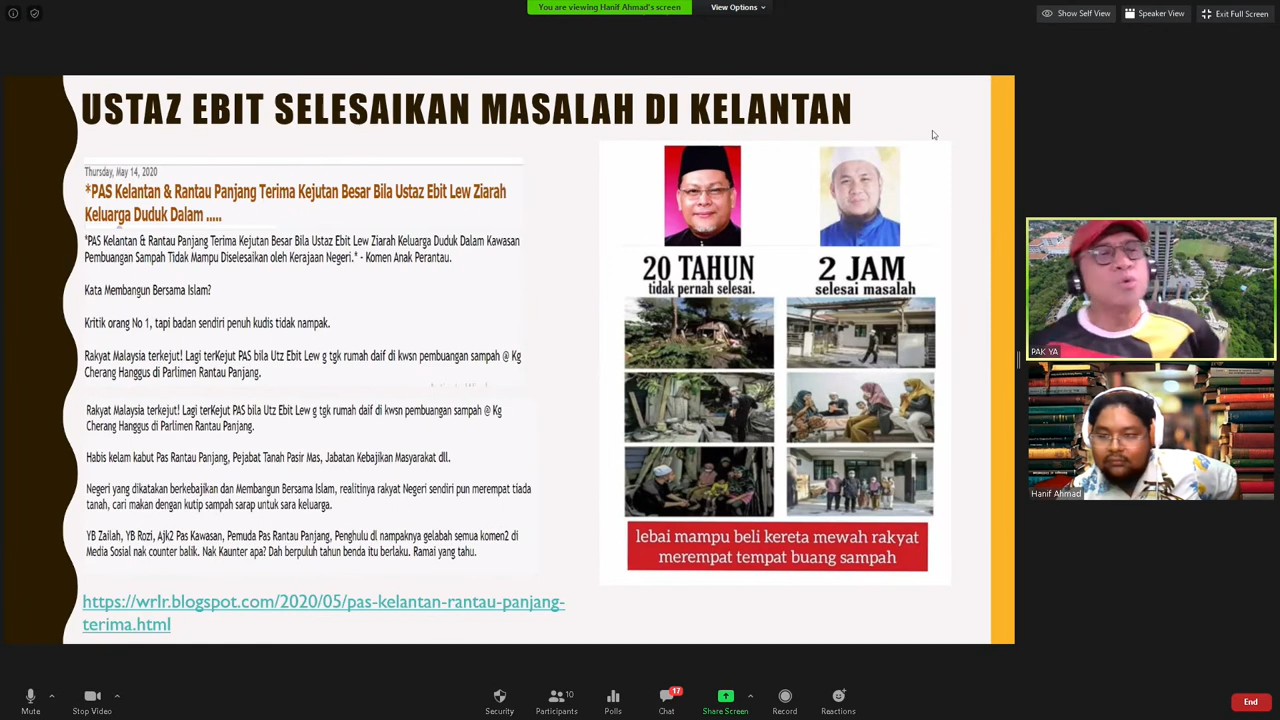 You are viewing Hanif Ahmad's screen
View Options
Show Self View
Speaker View
Exit Full Screen
USTAZ EBIT SELESAIKAN MASALAH DI KELANTAN
Thursday, May 14, 2020
*PAS Kelantan & Rantau Panjang Terima Kejutan Besar Bila Ustaz Ebit Lew Ziarah
Keluarga Duduk Dalam .....
*PAS Kelantan & Rantau Panjang Terima Kejutan Besar Bila Ustaz Ebit Lew Ziarah Keluarga Duduk Dalam Kawasan
Pembuangan Sampah Tidak Mampu Diselesaikan oleh Kerajaan Negeri.* - Komen Anak Perantau.
Kata Membangun Bersama Islam?
Kritik orang No 1, tapi badan sendiri penuh kudis tidak nampak.
Rakyat Malaysia terkejut! Lagi terKejut PAS bila Utz Ebit Lew g tgk rumah daif di kwsn pembuangan sampah @ Kg
Cherang Hanggus di Parlimen Rantau Panjang.
Rakyat Malaysia terkejut! Lagi terKejut PAS bila Utz Ebit Lew g tgk rumah daif di kwsn pembuangan sampah @ Kg
Cherang Hanggus di Parlimen Rantau Panjang.
Habis kelam kabut Pas Rantau Panjang, Pejabat Tanah Pasir Mas, Jabatan Kebajikan Masyarakat dll.
Negeri yang dikatakan berkebajikan dan Membangun Bersama Islam, realitinya rakyat Negeri sendiri pun merempat tiada
tanah, cari makan dengan kutip sampah sarap untuk sara keluarga.
YB Zailah, YB Rozi, Ajk2 Pas Kawasan, Pemuda Pas Rantau Panjang, Penghulu dl nampaknya gelabah semua komen2 di
Media Sosial nak counter balik. Nak Kaunter apa? Dah berpuluh tahun benda itu berlaku. Ramai yang tahu.
https://wrlr.blogspot.com/2020/05/pas-kelantan-rantau-panjang-
terima.html
20 TAHUN
tidak pernah selesai.
2 JAM
selesai masalah
lebai mampu beli kereta mewah rakyat
merempat tempat buang sampah
PAK YA
Hanif Ahmad
Mute
Stop Video
Security
10
Participants
Polls
17
Chat
Share Screen
Record
Reactions
End